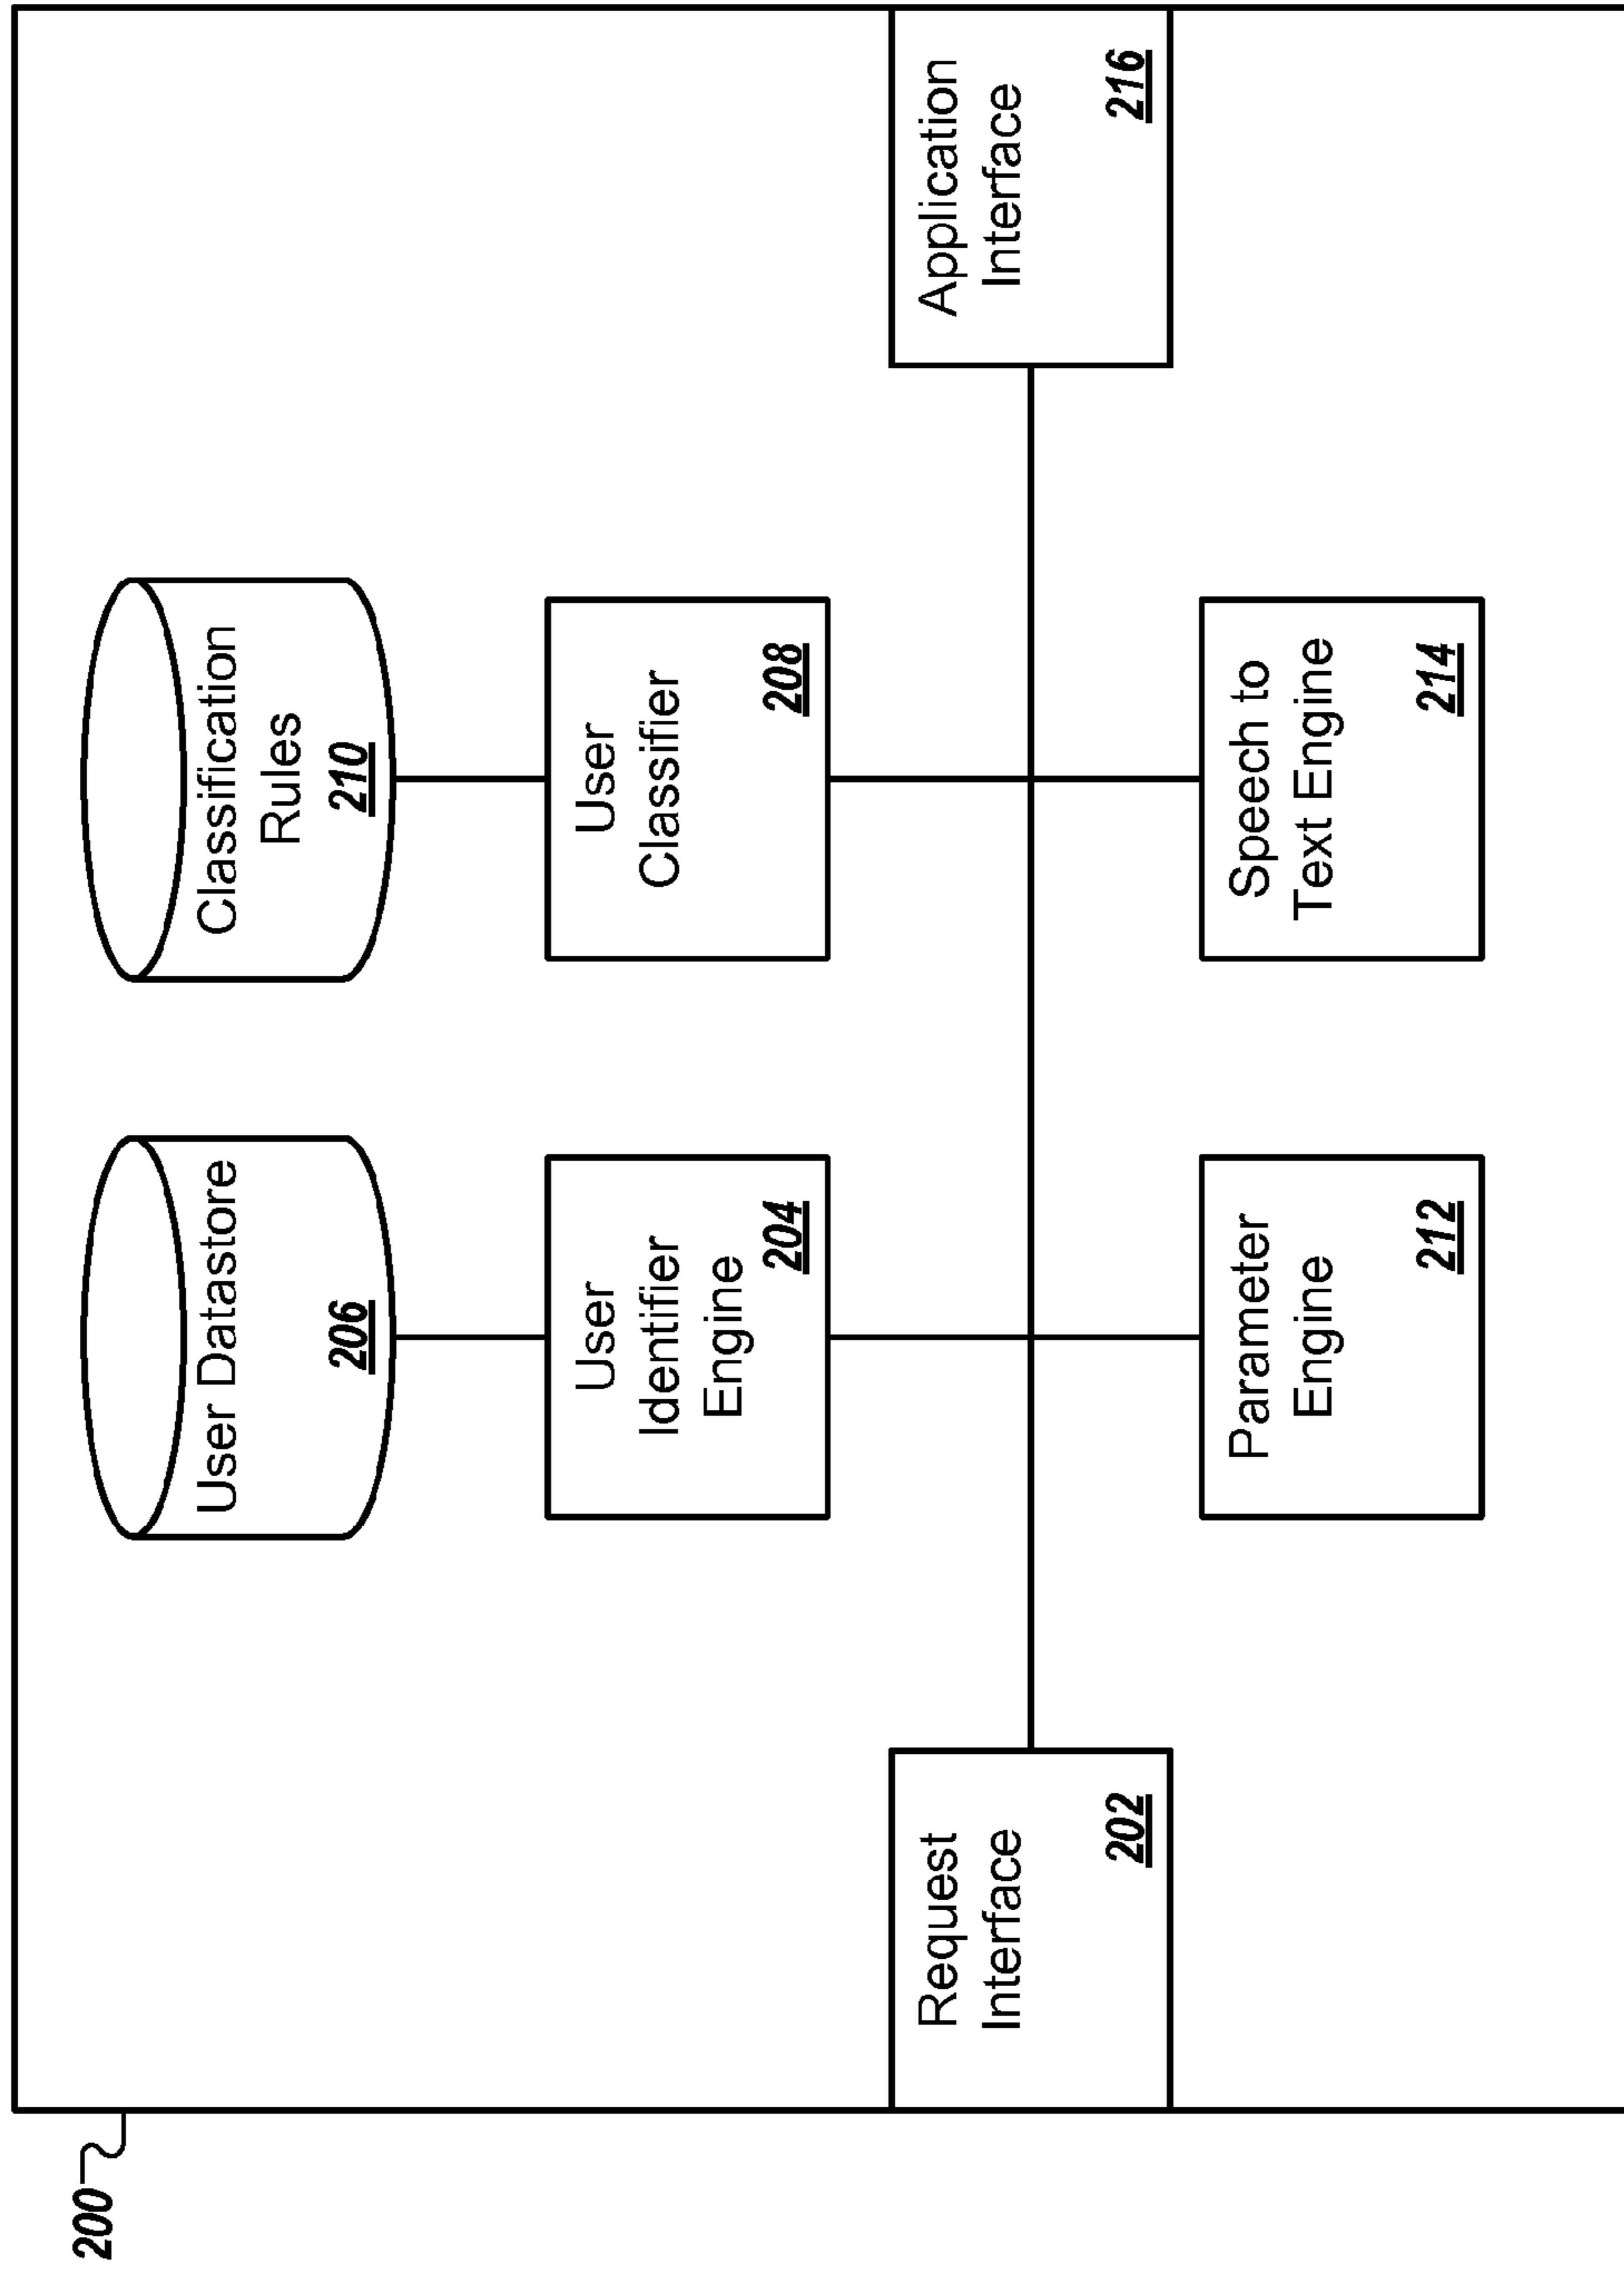 200
User Datastore
206
Classification
Rules
210
User
Identifier
Engine
204
User
Classifier
208
Request
Interface
202
Application
Interface
216
Parameter
Engine
212
Speech to
Text Engine
214